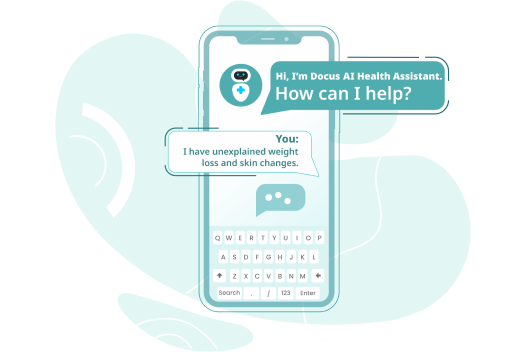 Hi, I'm Docus AI Health Assistant.
How can I help?
You:
I have unexplained weight
loss and skin changes.
Q W E R T Y U I O P
A S D F G H J K L
Z X C V B N M
Search . / 123 Enter